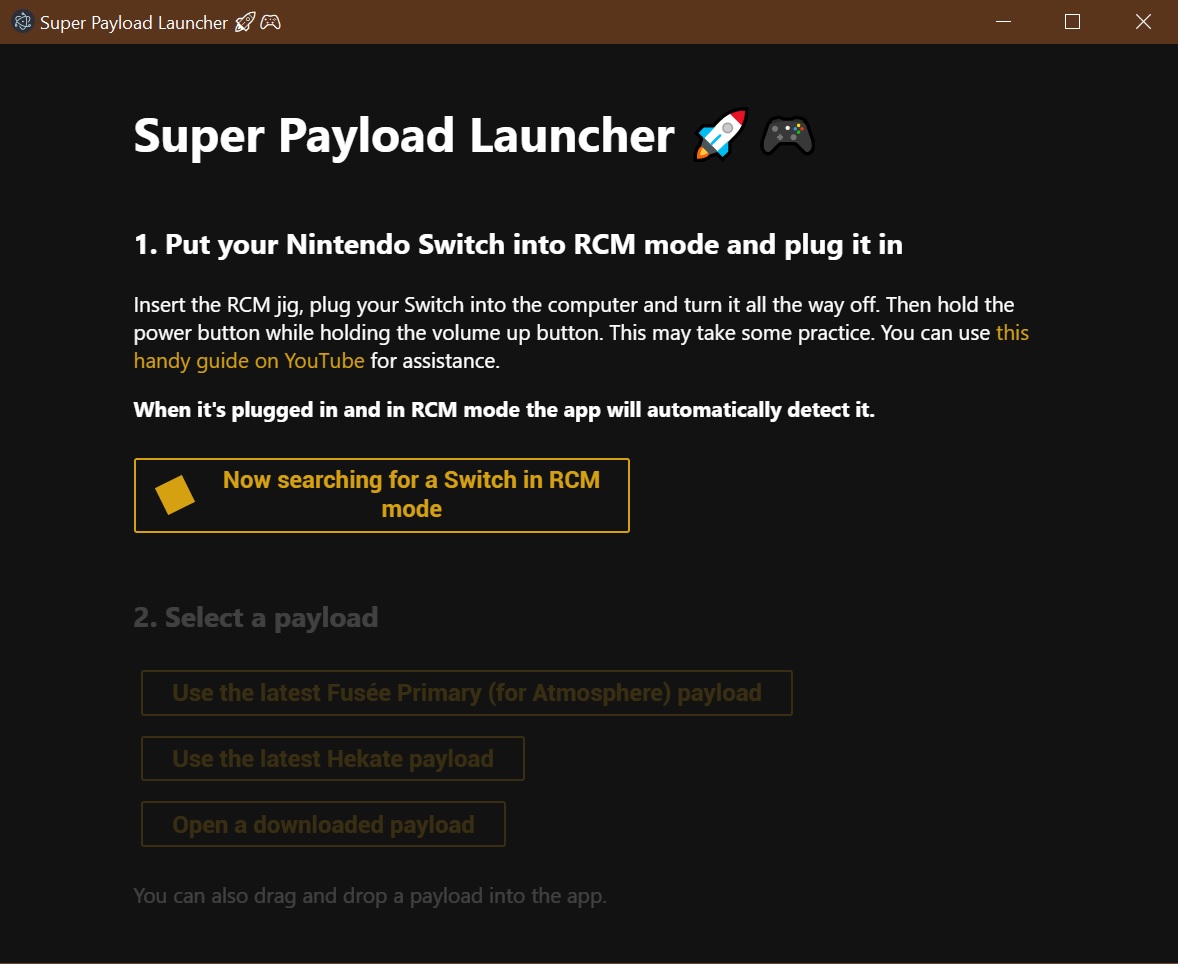 Super Payload Launcher 🚀🎮
Super Payload Launcher 🚀🎮
1. Put your Nintendo Switch into RCM mode and plug it in
Insert the RCM jig, plug your Switch into the computer and turn it all the way off. Then hold the
power button while holding the volume up button. This may take some practice. You can use this
handy guide on YouTube for assistance.
When it's plugged in and in RCM mode the app will automatically detect it.
Now searching for a Switch in RCM
mode
2. Select a payload
Use the latest Fusée Primary (for Atmosphere) payload
Use the latest Hekate payload
Open a downloaded payload
You can also drag and drop a payload into the app.